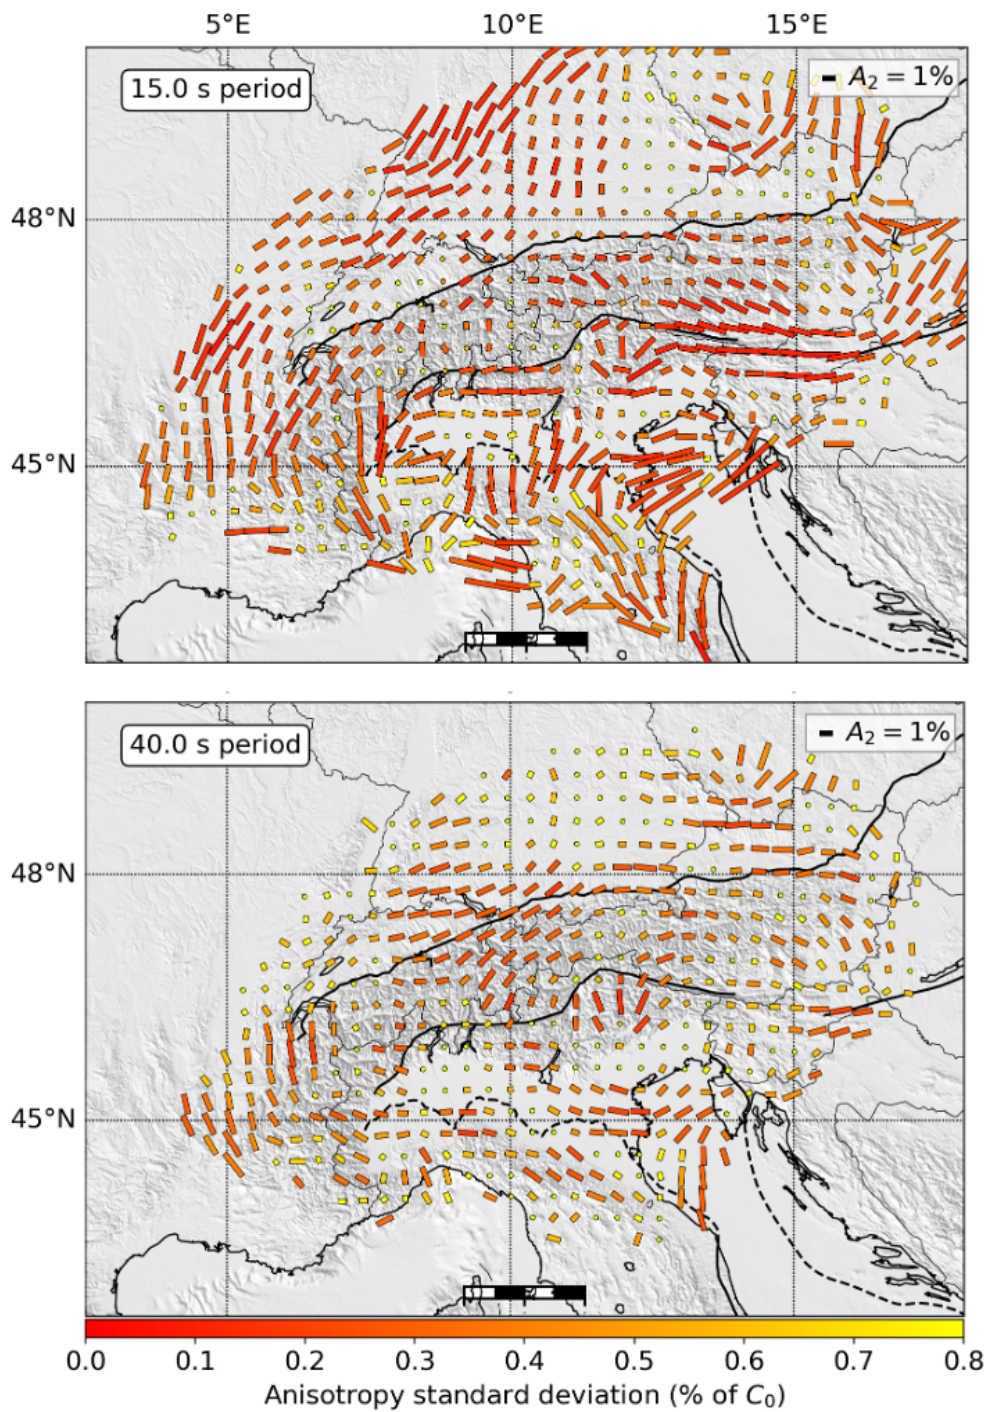 5°E 10°E 15°E
15.0 s period
A₂ = 1%
48°N
45°N
40.0 s period
A₂ = 1%
48°N
45°N
0.0 0.1 0.2 0.3 0.4 0.5 0.6 0.7 0.8
Anisotropy standard deviation (% of C₀)